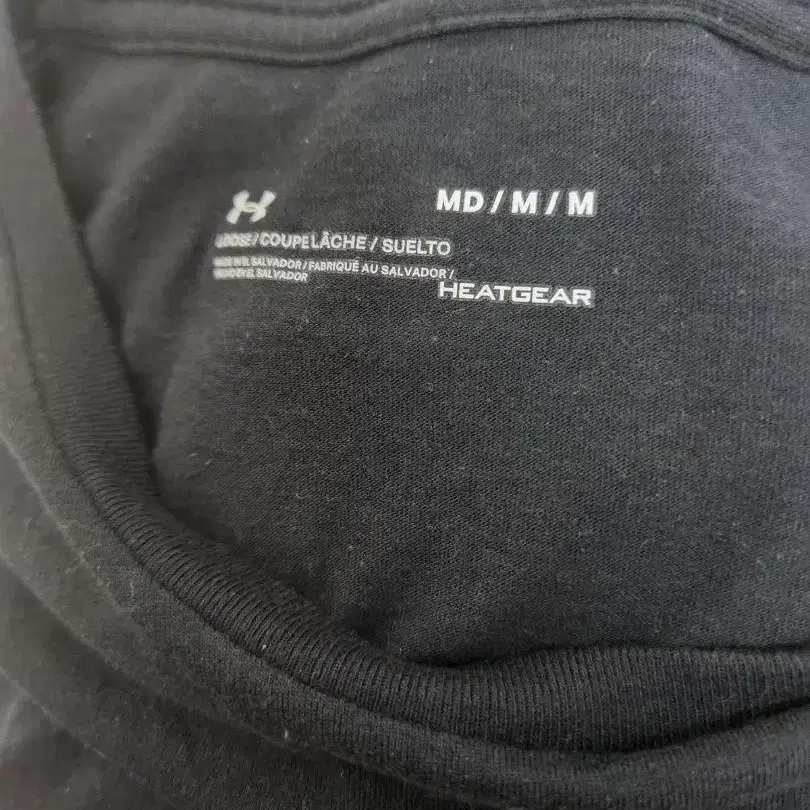 MD / M / M
LOOSE / COUPE LÂCHE / SUELTO
MADE IN EL SALVADOR / FABRIQUÉ AU SALVADOR /
HECHO EN EL SALVADOR
HEATGEAR